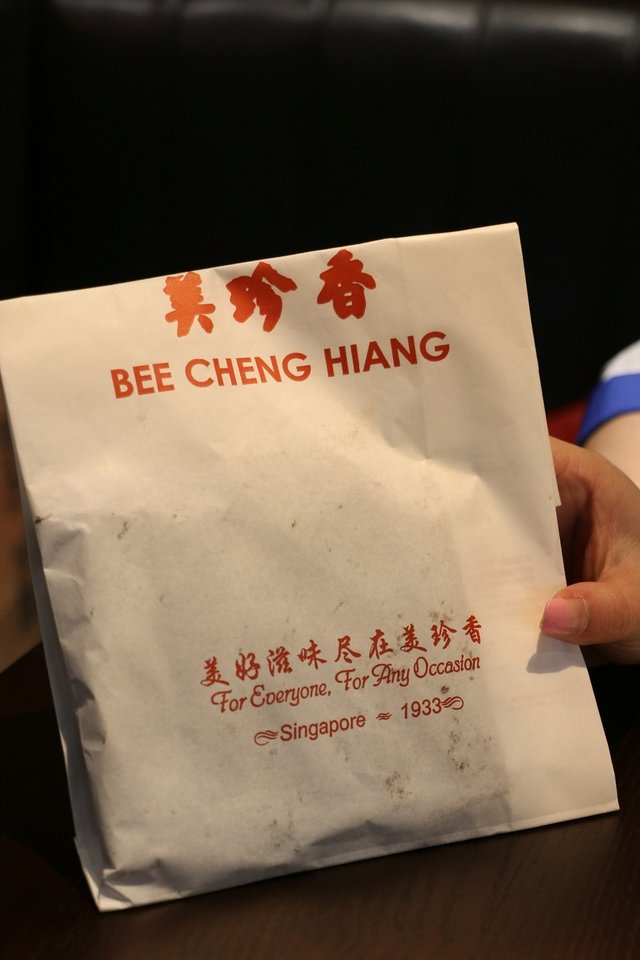 美珍香
BEE CHENG HIANG
美好滋味尽在美珍香
For Everyone, For Any Occasion
Singapore ≈ 1933